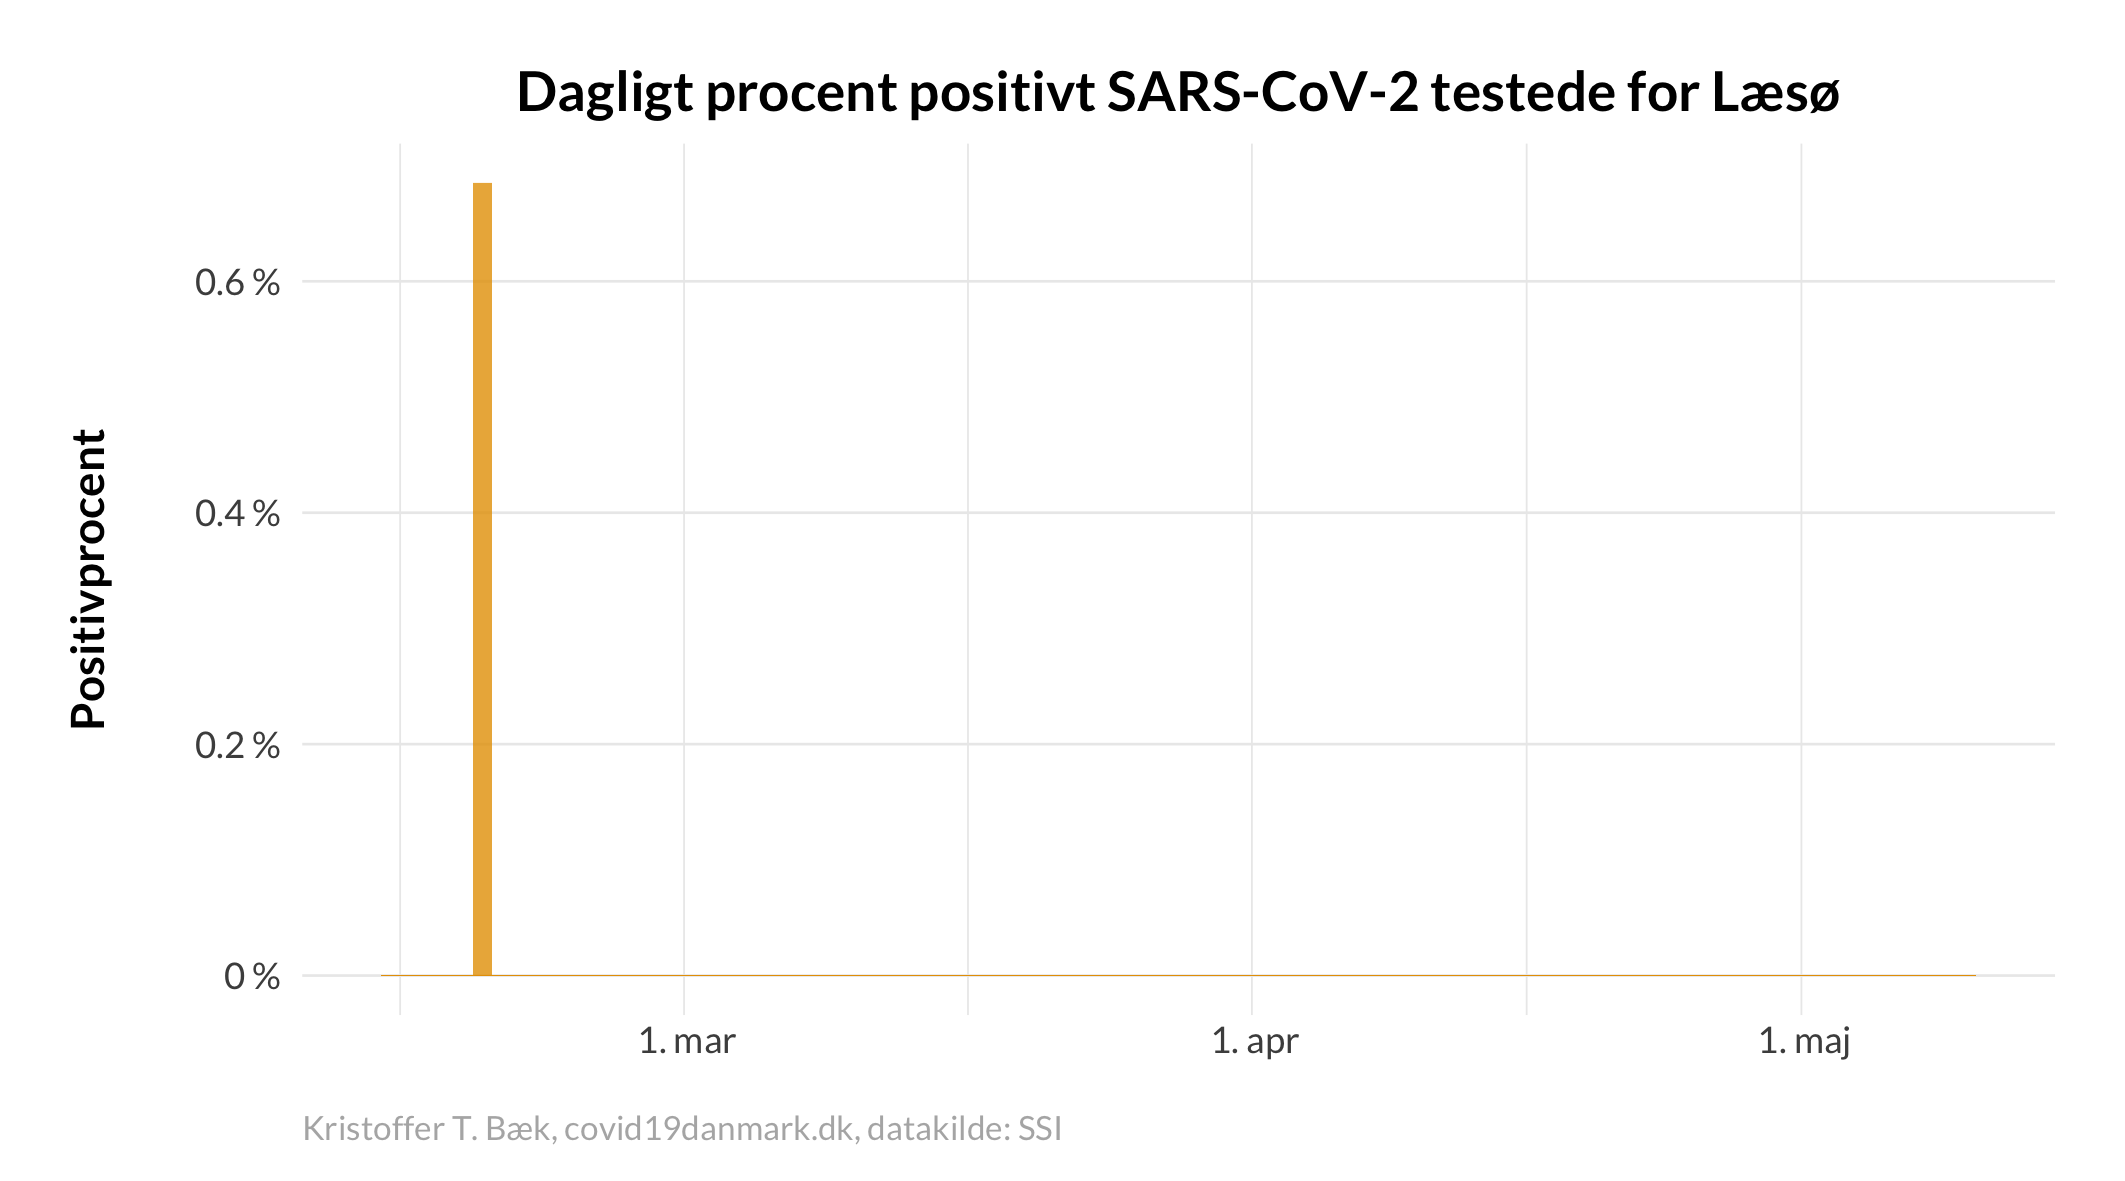 Dagligt procent positivt SARS-CoV-2 testede for Læsø
Positivprocent
0.6 %
0.4 %
0.2 %
0 %
1. mar
1. apr
1. maj
Kristoffer T. Bæk, covid19danmark.dk, datakilde: SSI